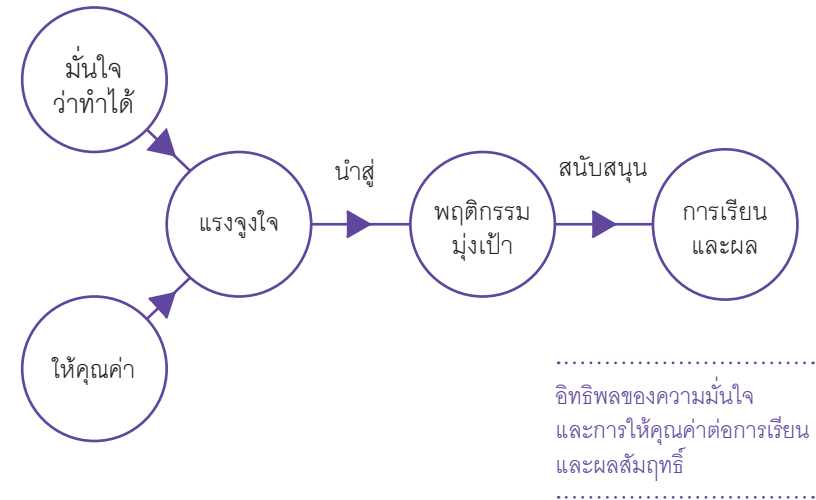 มั่นใจ
ว่าทำได้
แรงจูงใจ
นำสู่
พฤติกรรม
มุ่งเป้า
สนับสนุน
การเรียน
และผล
ให้คุณค่า
อิทธิพลของความมั่นใจ
และการให้คุณค่าต่อการเรียน
และผลสัมฤทธิ์